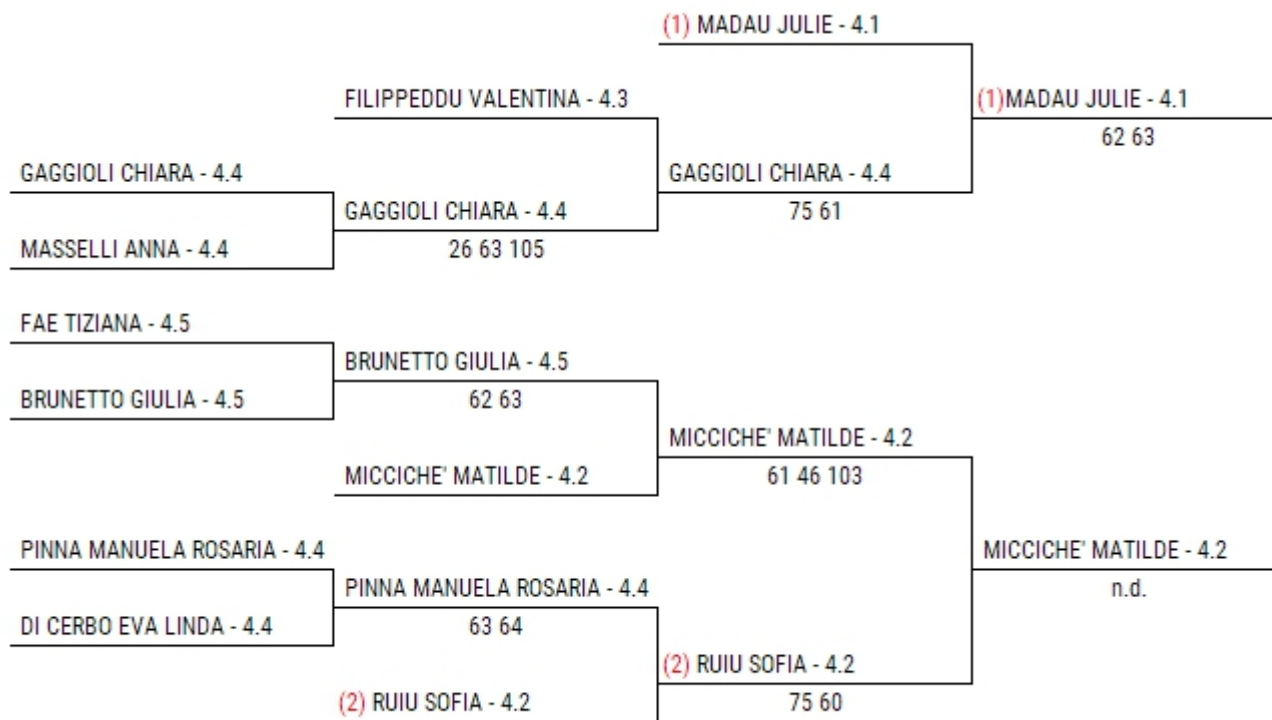 (1) MADAU JULIE - 4.1
FILIPPEDDU VALENTINA - 4.3
(1)MADAU JULIE - 4.1
62 63
GAGGIOLI CHIARA - 4.4
GAGGIOLI CHIARA - 4.4
GAGGIOLI CHIARA - 4.4
75 61
MASSELLI ANNA - 4.4
26 63 105
FAE TIZIANA - 4.5
BRUNETTO GIULIA - 4.5
BRUNETTO GIULIA - 4.5
62 63
MICCICHE' MATILDE - 4.2
MICCICHE' MATILDE - 4.2
61 46 103
PINNA MANUELA ROSARIA - 4.4
MICCICHE' MATILDE - 4.2
n.d.
PINNA MANUELA ROSARIA - 4.4
DI CERBO EVA LINDA - 4.4
63 64
(2) RUIU SOFIA - 4.2
(2) RUIU SOFIA - 4.2
75 60